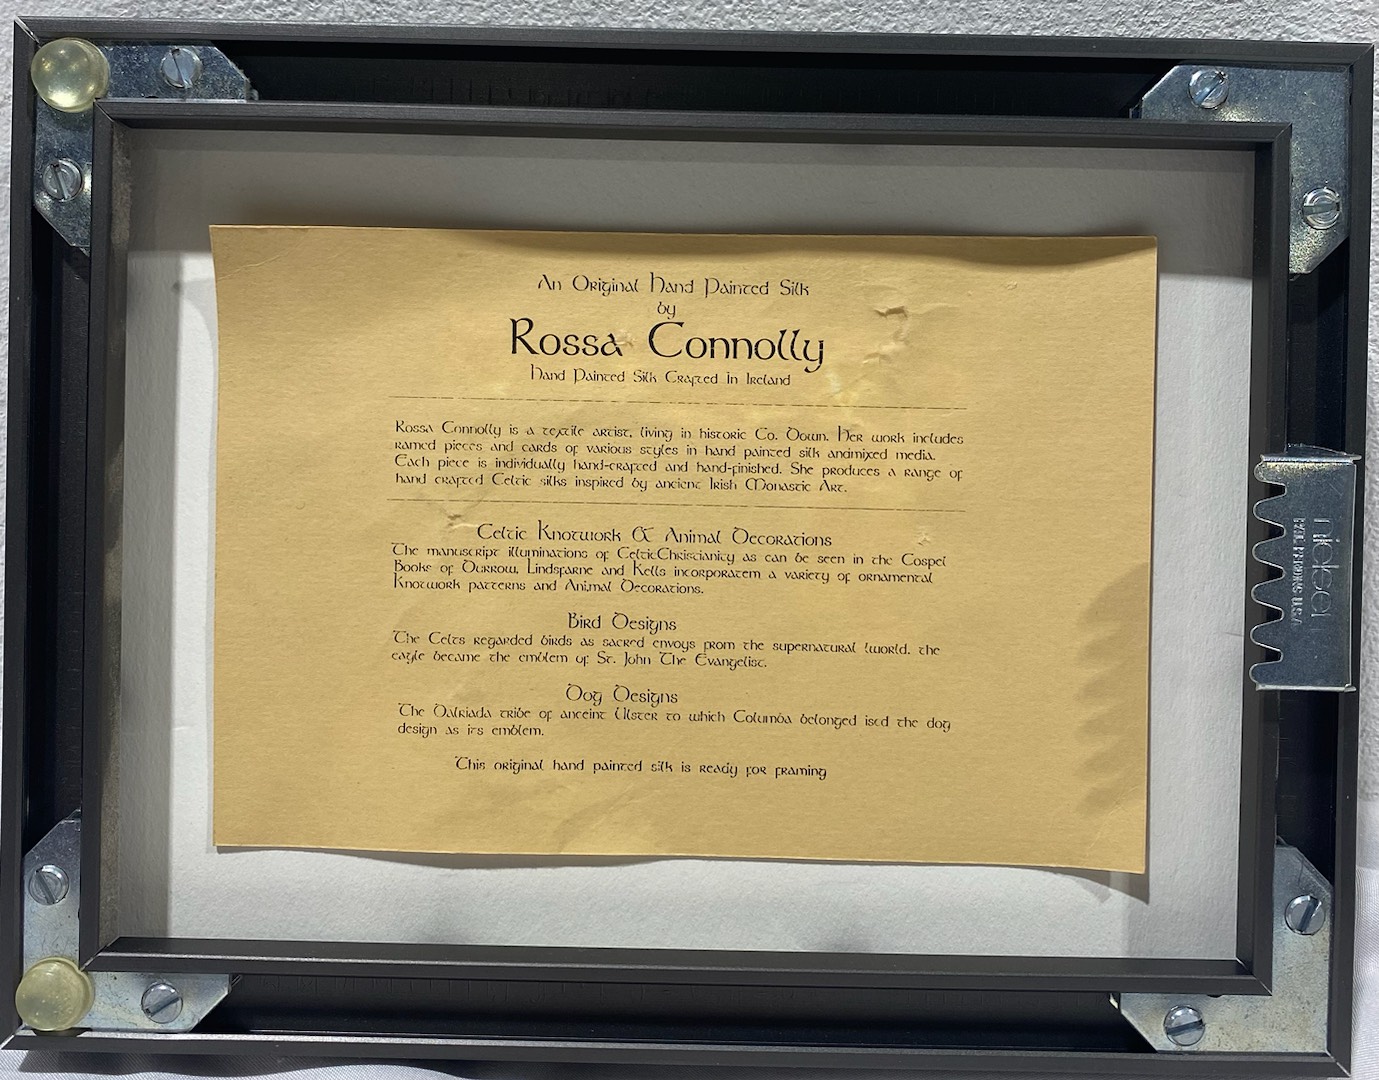 An Original Hand Painted Silk
by
Rossa Connolly
Hand Painted Silk Crafted In Ireland
Rossa Connolly is a textile artist, living in historic Co. Down. Her work includes
ramed pieces and cards of various styles in hand painted silk andmixed media.
Each piece is individually hand-crafted and hand-finished. She produces a range of
hand crafted Celtic silks inspired by ancient Irish Monastic Art.
Celtic Knotwork & Animal Decorations
The manuscript illuminations of CelticChristianity as can be seen in the Gospel
Books of Durrow, Lindsfarne and Kells incorporatem a variety of ornamental
Knotwork patterns and Animal Decorations.
Bird Designs
The Celts regarded birds as sacred envoys from the supernatural world. the
eagle became the emblem of St. John The Evangelist.
Dog Designs
The Dalriada tribe of anceint Ulster to which Columba belonged the dog
design as its emblem.
This original hand painted silk is ready for framing
nielsen